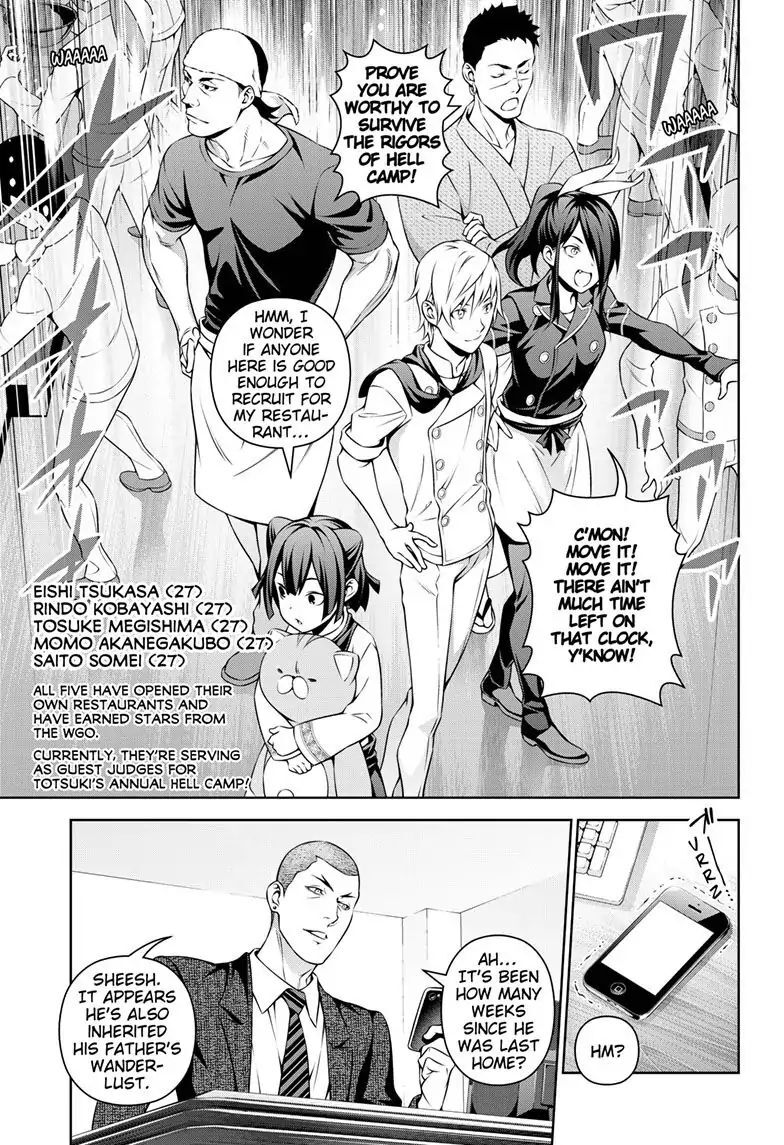 WAAAAA
PROVE
YOU ARE
WORTHY TO
SURVIVE
THE RIGORS
OF HELL
CAMP!
WAAAAA
HMM, I
WONDER
IF ANYONE
HERE IS GOOD
ENOUGH TO
RECRUIT FOR
MY RESTAU-
RANT...
C'MON!
MOVE IT!
MOVE IT!
THERE AIN'T
MUCH TIME
LEFT ON
THAT CLOCK,
Y'KNOW!
EISHI TSUKASA (27)
RINDO KOBAYASHI (27)
TOSUKE MEGISHIMA (27)
MOMO AKANEGAKUBO (27)
SAITO SOMEI (27)
ALL FIVE HAVE OPENED THEIR
OWN RESTAURANTS AND
HAVE EARNED STARS FROM
THE WGO.
CURRENTLY, THEY'RE SERVING
AS GUEST JUDGES FOR
TOTSUKI'S ANNUAL HELL CAMP!
SHEESH.
IT APPEARS
HE'S ALSO
INHERITED
HIS FATHER'S
WANDER-
LUST.
AH...
IT'S BEEN
HOW MANY
WEEKS
SINCE HE
WAS LAST
HOME?
VRRRN
HM?